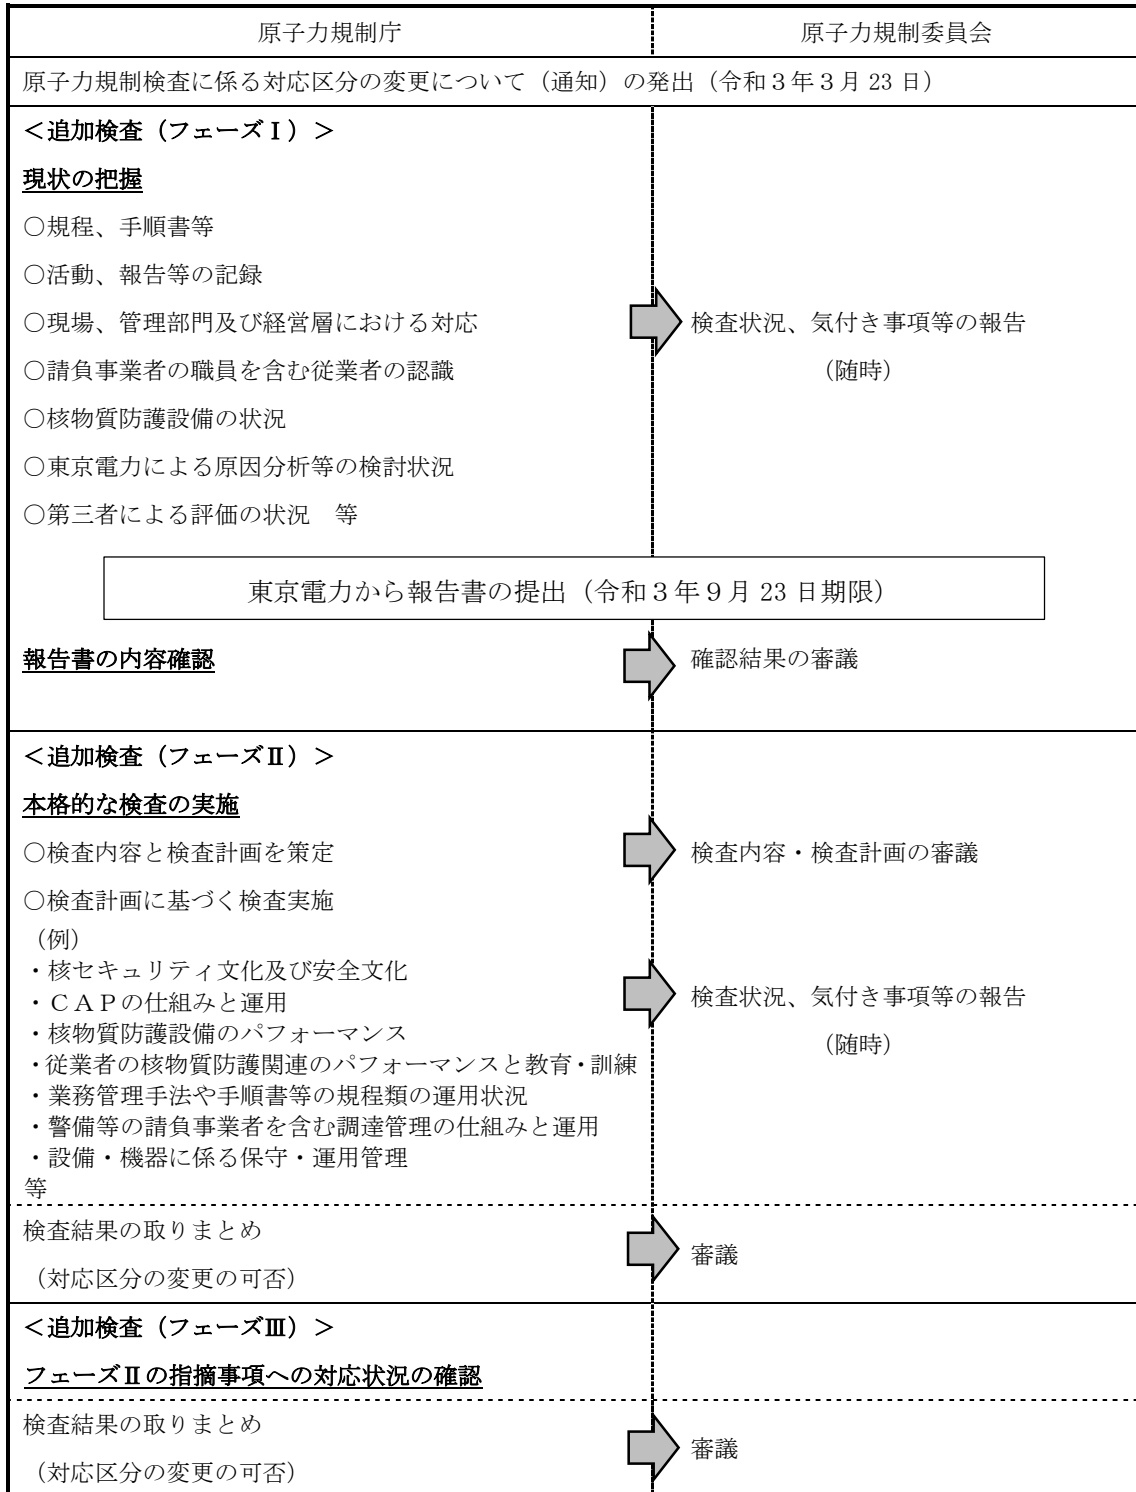 原子力規制庁
原子力規制委員会
原子力規制検査に係る対応区分の変更について（通知）の発出（令和３年３月 23 日）
＜追加検査（フェーズⅠ）＞
現状の把握
○規程、手順書等
○活動、報告等の記録
○現場、管理部門及び経営層における対応
○請負事業者の職員を含む従業者の認識
○核物質防護設備の状況
○東京電力による原因分析等の検討状況
○第三者による評価の状況　等
検査状況、気付き事項等の報告
（随時）
東京電力から報告書の提出（令和３年９月 23 日期限）
報告書の内容確認
確認結果の審議
＜追加検査（フェーズⅡ）＞
本格的な検査の実施
○検査内容と検査計画を策定
検査内容・検査計画の審議
○検査計画に基づく検査実施
（例）
・核セキュリティ文化及び安全文化
・ＣＡＰの仕組みと運用
・核物質防護設備のパフォーマンス
・従業者の核物質防護関連のパフォーマンスと教育・訓練
・業務管理手法や手順書等の規程類の運用状況
・警備等の請負事業者を含む調達管理の仕組みと運用
・設備・機器に係る保守・運用管理
等
検査状況、気付き事項等の報告
（随時）
検査結果の取りまとめ
（対応区分の変更の可否）
審議
＜追加検査（フェーズⅢ）＞
フェーズⅡの指摘事項への対応状況の確認
検査結果の取りまとめ
（対応区分の変更の可否）
審議